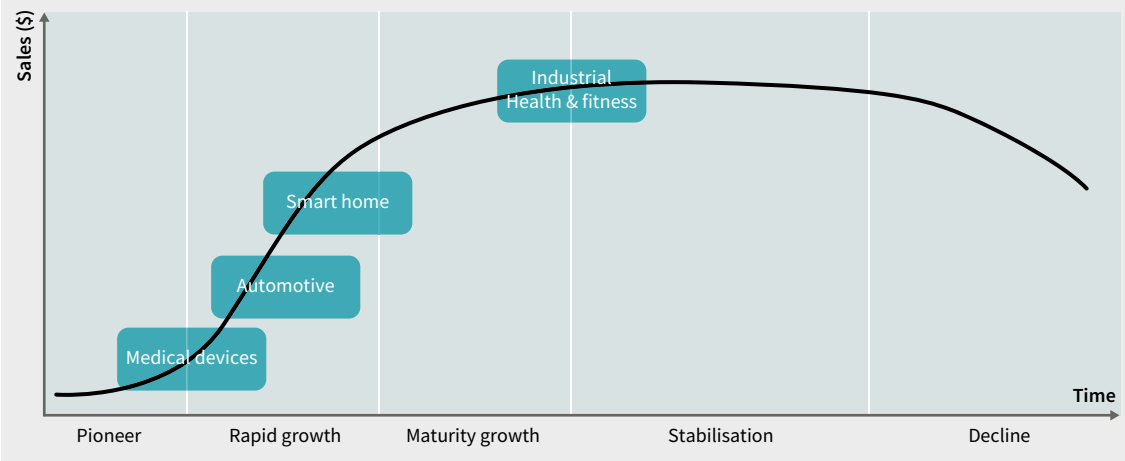 Sales ($)
Industrial
Health & fitness
Smart home
Automotive
Medical devices
Time
Pioneer
Rapid growth
Maturity growth
Stabilisation
Decline